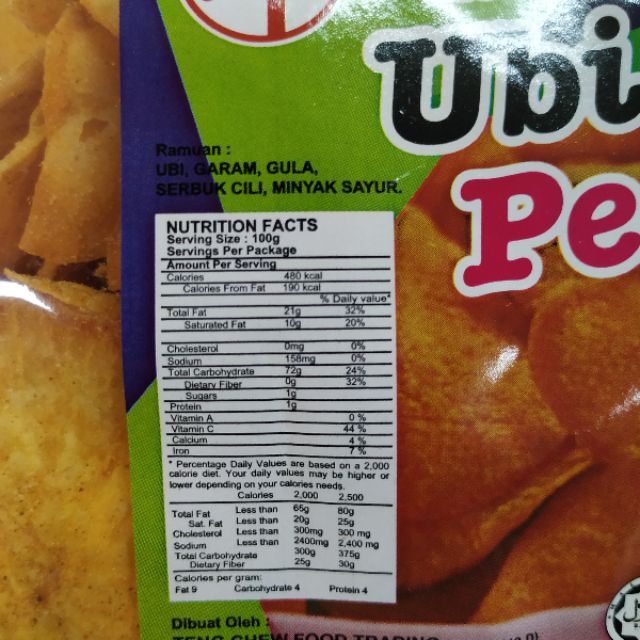 Ubi
Pe
Ramuan :
UBI, GARAM, GULA,
SERBUK CILI, MINYAK SAYUR.
NUTRITION FACTS
Serving Size : 100g
Servings Per Package
Amount Per Serving
Calories 480 kcal
Calories From Fat 190 kcal
% Daily value*
Total Fat 21g 32%
Saturated Fat 10g 20%
Cholesterol 0mg 0%
Sodium 158mg 0%
Total Carbohydrate 72g 24%
Dietary Fiber 0g 32%
Sugars 1g
Protein 1g
Vitamin A 0 %
Vitamin C 44 %
Calcium 4 %
Iron 7 %
* Percentage Daily Values are based on a 2,000
calorie diet. Your daily values may be higher or
lower depending on your calories needs.
Calories 2,000 2,500
Total Fat Less than 65g 80g
Sat. Fat Less than 20g 25g
Cholesterol Less than 300mg 300 mg
Sodium Less than 2400mg 2,400 mg
Total Carbohydrate 300g 375g
Dietary Fiber 25g 30g
Calories per gram:
Fat 9 Carbohydrate 4 Protein 4
Dibuat Oleh :
TENG CHEW FOOD TRADING